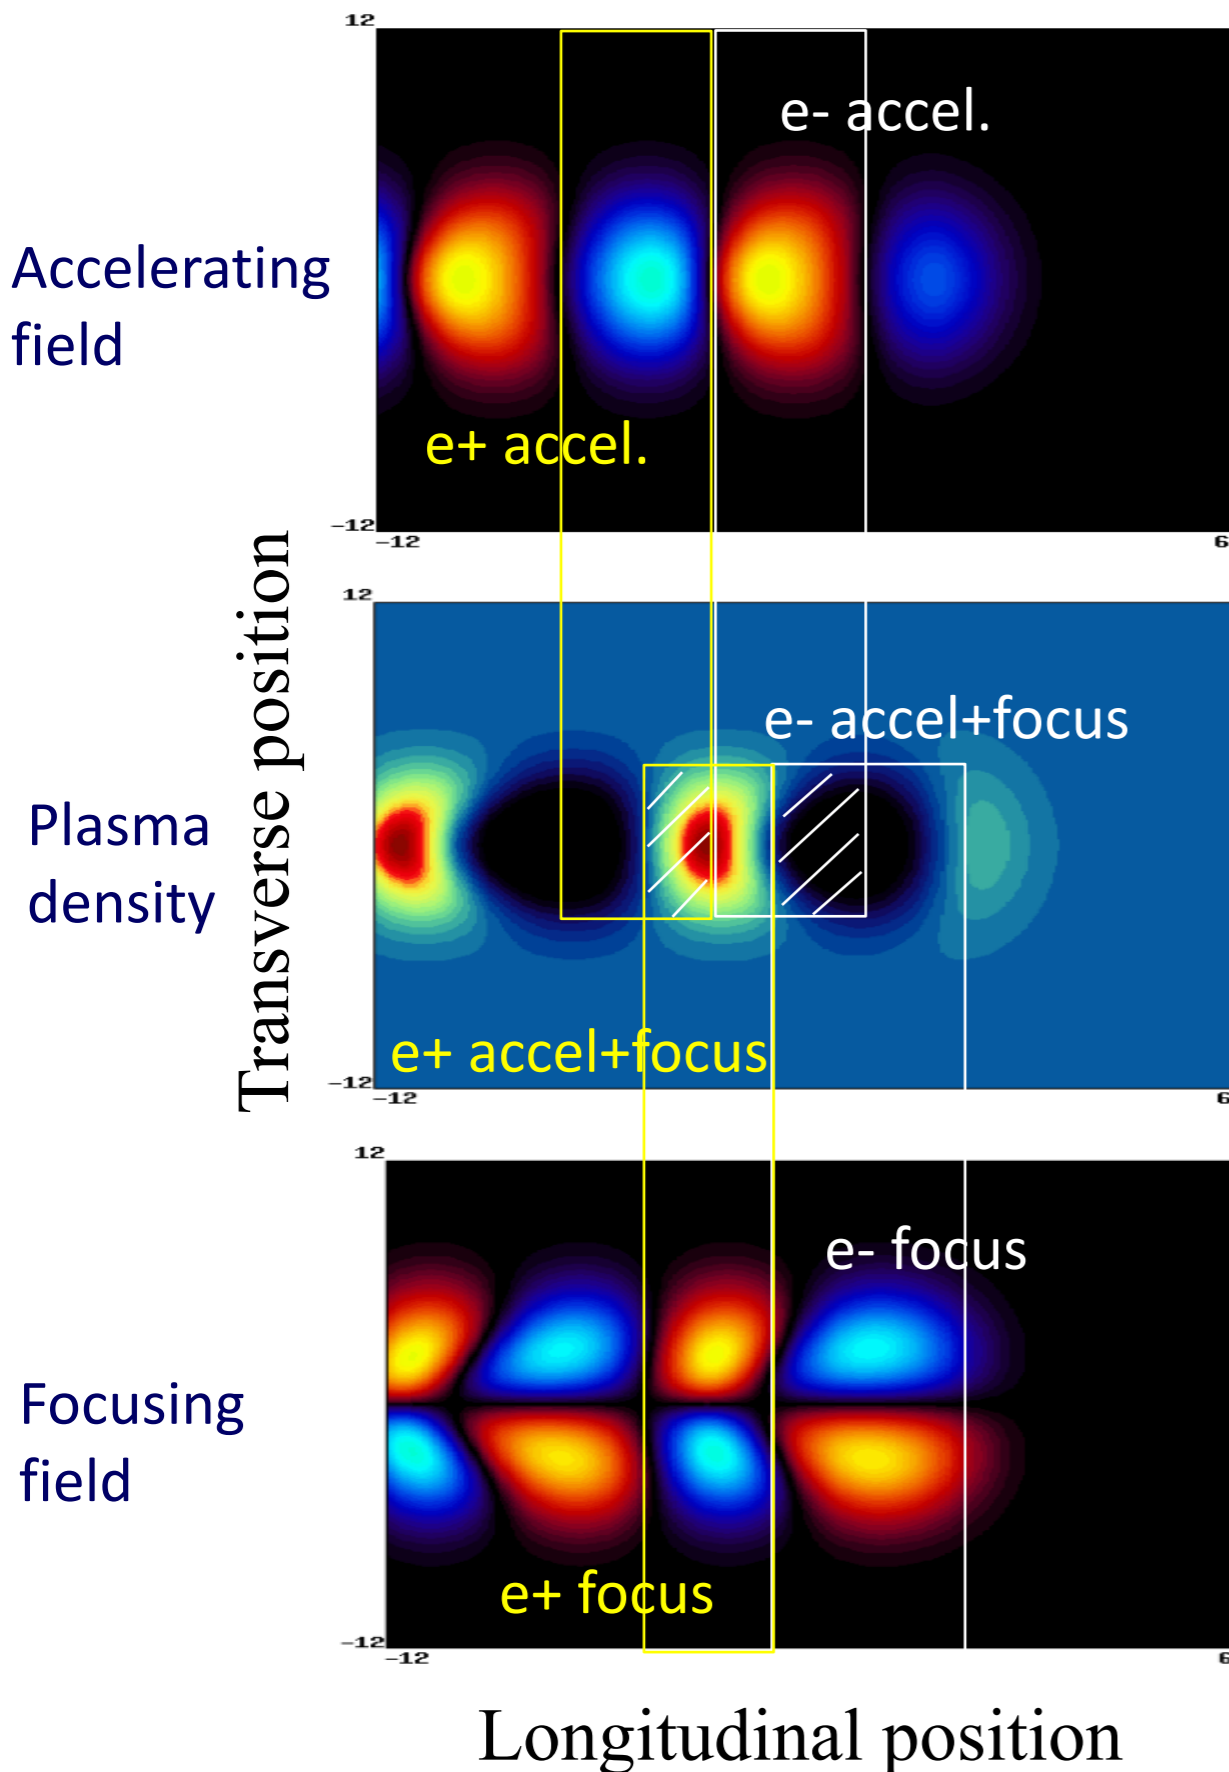 12
e- accel.
Accelerating
field
e+ accel.
-12
-12
6
Transverse position
12
e- accel+focus
Plasma
density
e+ accel+focus
-12
-12
6
12
e- focus
Focusing
field
e+ focus
-12
-12
6
Longitudinal position